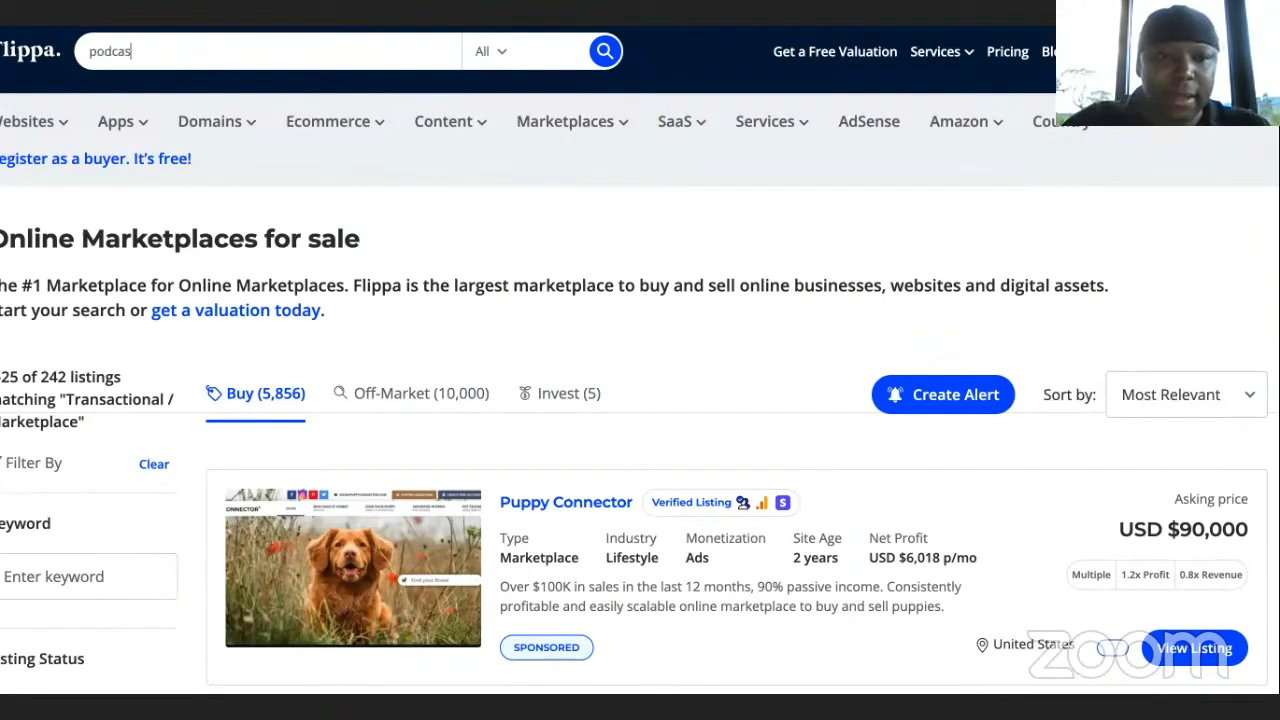 Flippa.
podcas
All
Get a Free Valuation Services Pricing
Websites Apps Domains Ecommerce Content Marketplaces SaaS Services AdSense Amazon
egister as a buyer. It's free!
Online Marketplaces for sale
he #1 Marketplace for Online Marketplaces. Flippa is the largest marketplace to buy and sell online businesses, websites and digital assets.
tart your search or get a valuation today.
-25 of 242 listings
matching "Transactional /
arketplace"
Buy (5,856) Off-Market (10,000) Invest (5)
Create Alert
Sort by: Most Relevant
Filter By Clear
eyword
Enter keyword
sting Status
CONNECTOR
Find your Breed
Puppy Connector Verified Listing S
Type Industry Monetization Site Age Net Profit
Marketplace Lifestyle Ads 2 years USD $6,018 p/mo
Over $100K in sales in the last 12 months, 90% passive income. Consistently
profitable and easily scalable online marketplace to buy and sell puppies.
SPONSORED
Asking price
USD $90,000
Multiple 1.2x Profit 0.8x Revenue
United States
View Listing
zoom